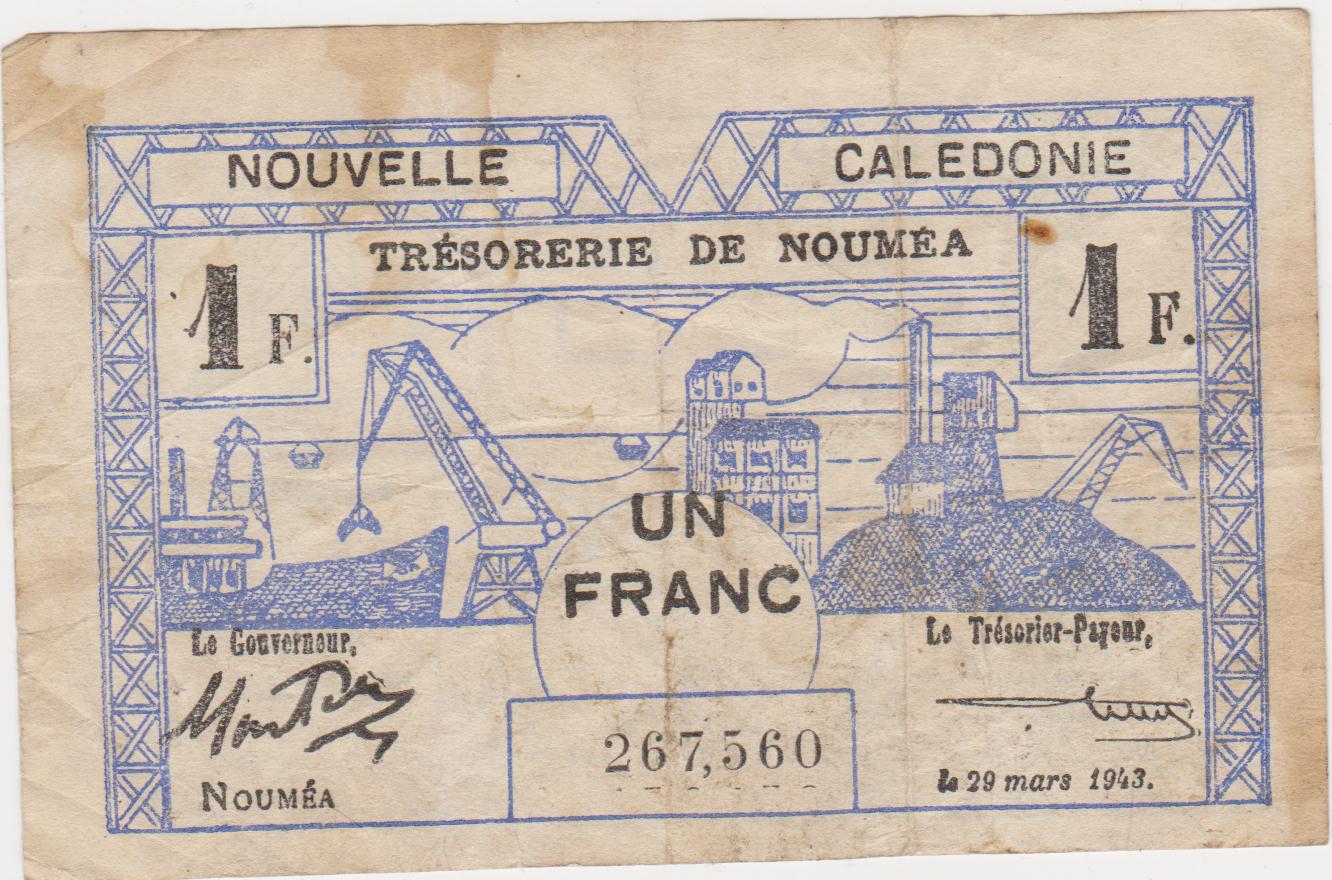 NOUVELLE CALEDONIE
TRÉSORERIE DE NOUMÉA
1 F. 1 F.
UN
FRANC
Le Gouverneur, Le Trésorier-Payeur,
267,560
NOUMÉA le 29 mars 1943.